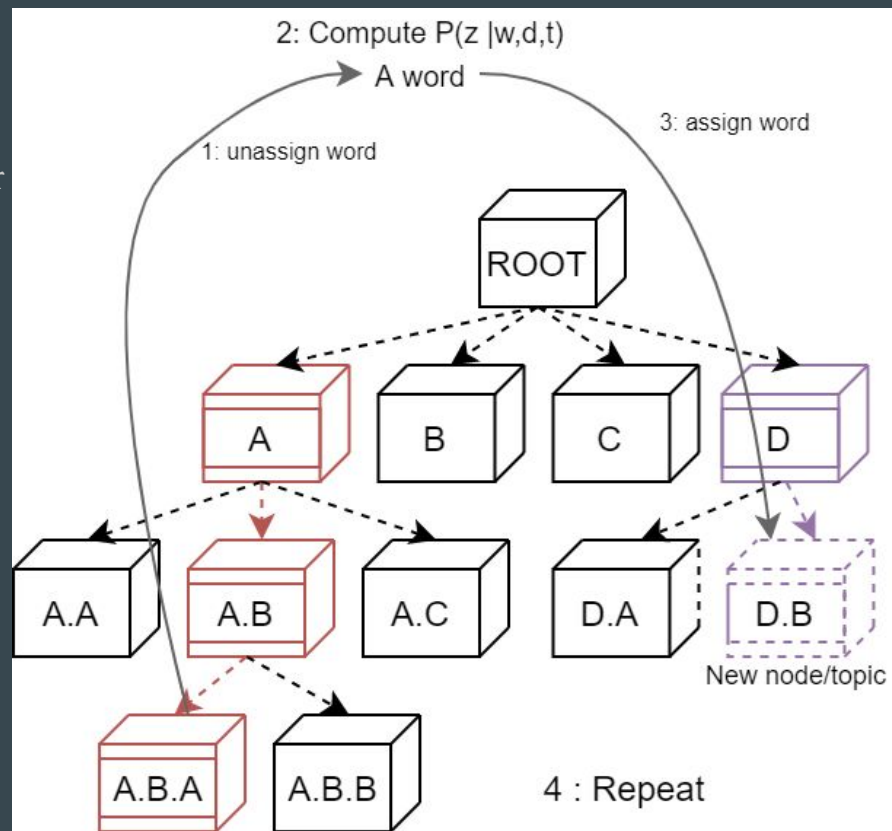 2: Compute P(z |w,d,t)
A word
3: assign word
1: unassign word
r
ROOT
A
B
C
D
A.A
A.B
A.C
D.A
D.B
New node/topic
A.B.A
A.B.B
4 : Repeat